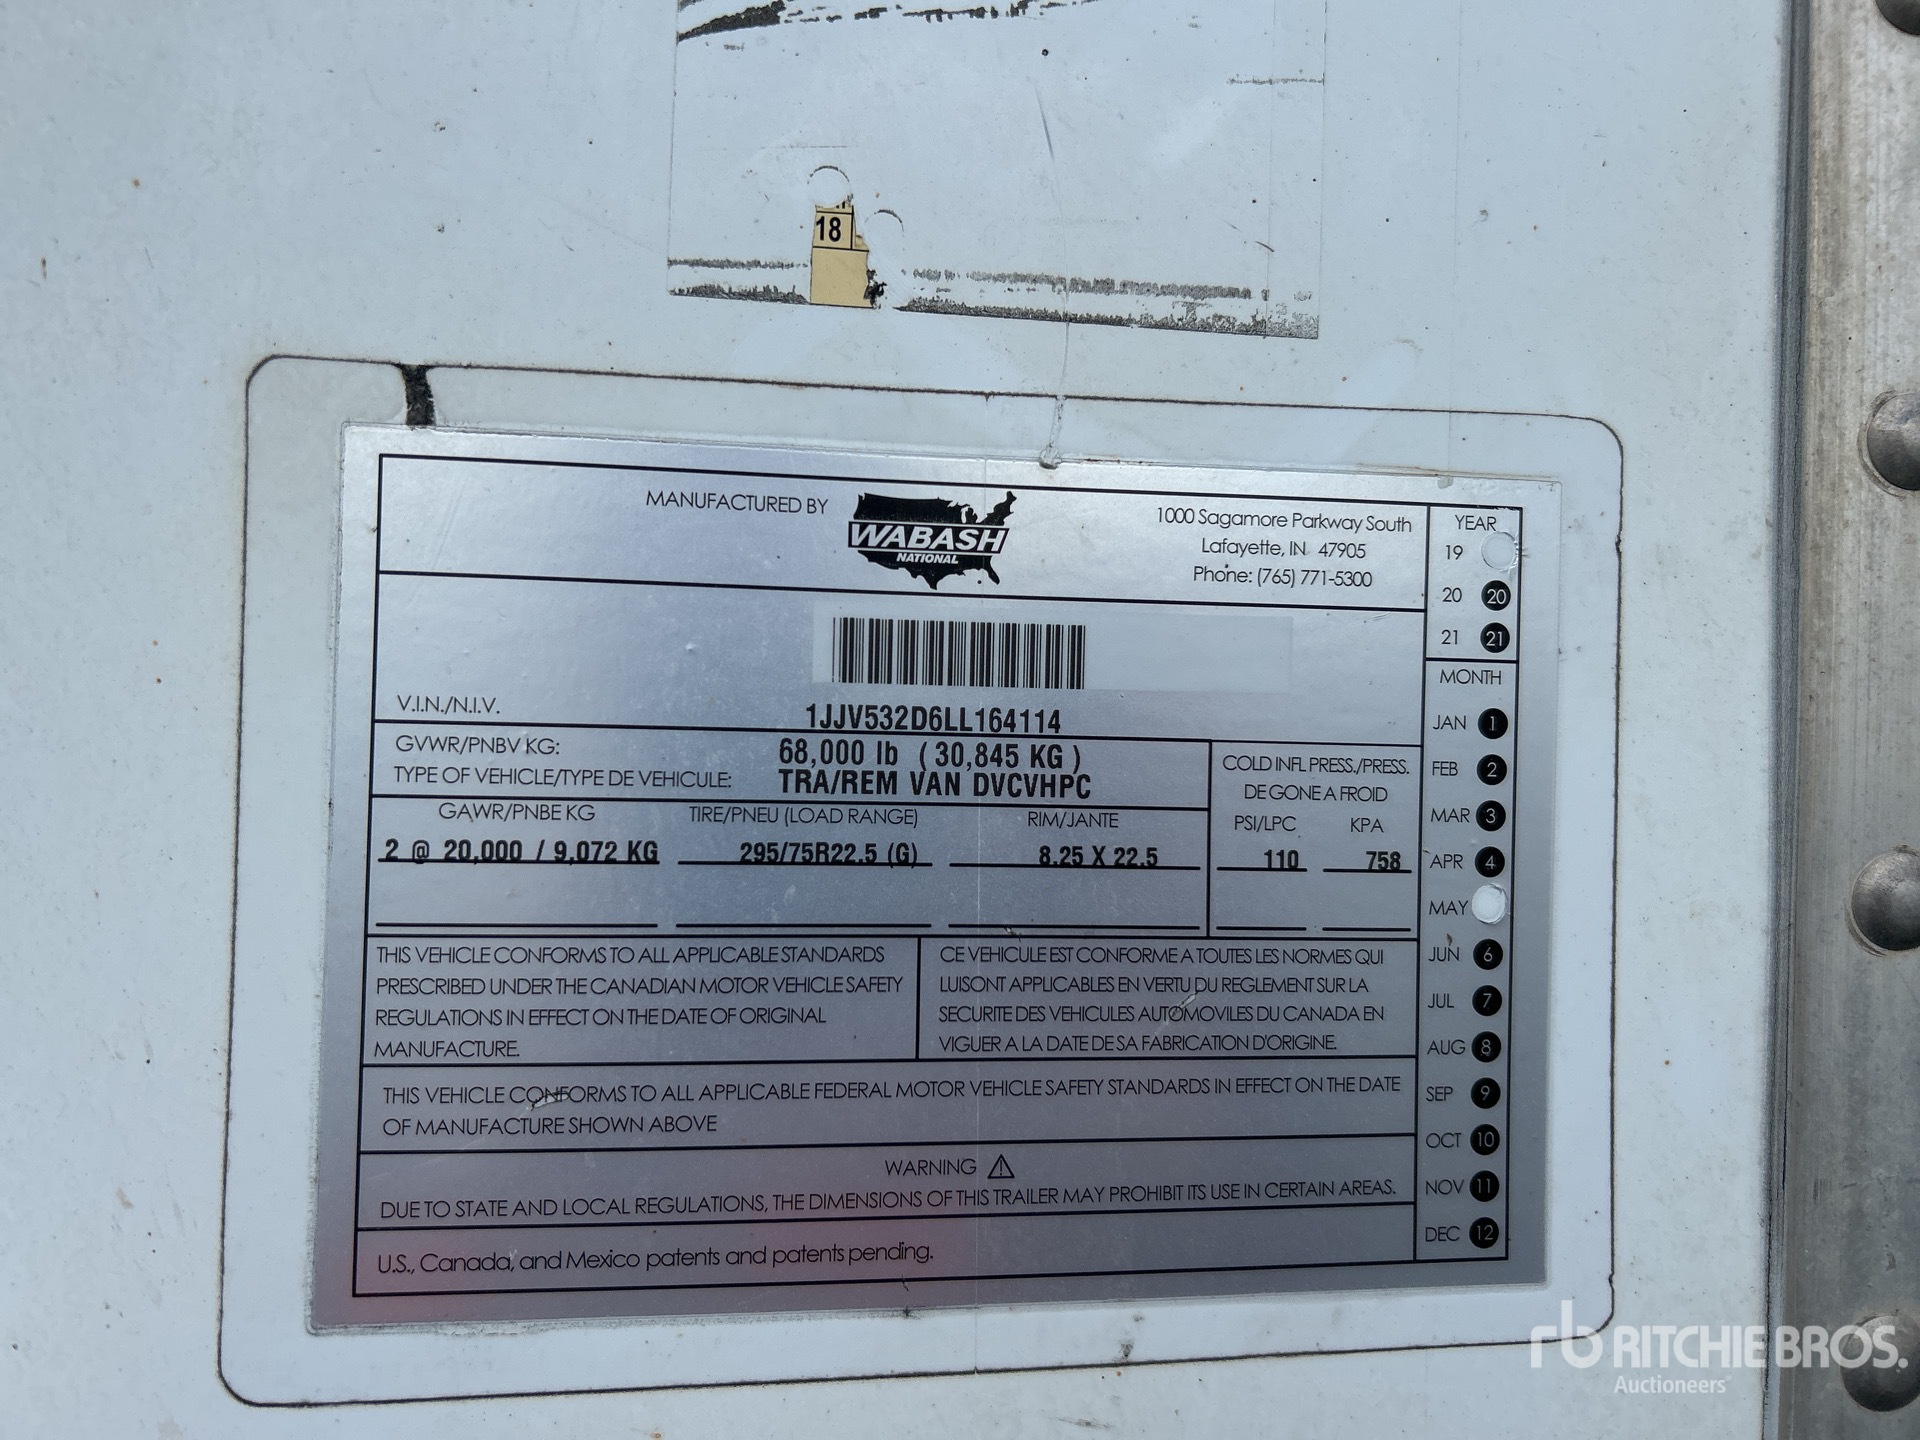 18
MANUFACTURED BY
WABASH
NATIONAL
1000 Sagamore Parkway South
Lafayette, IN 47905
Phone: (765) 771-5300
YEAR
19
20 20
21 21
MONTH
JAN 1
FEB 2
MAR 3
APR 4
MAY
JUN 6
JUL 7
AUG 8
SEP 9
OCT 10
NOV 11
DEC 12
V.I.N./N.I.V. 1JJV532D6LL164114
GVWR/PNBV KG: 68,000 lb ( 30,845 KG )
TYPE OF VEHICLE/TYPE DE VEHICULE: TRA/REM VAN DVCVHPC
COLD INFL PRESS./PRESS.
DE GONE A FROID
GAWR/PNBE KG TIRE/PNEU (LOAD RANGE) RIM/JANTE PSI/LPC KPA
2 @ 20,000 / 9,072 KG 295/75R22.5 (G) 8.25 X 22.5 110 758
THIS VEHICLE CONFORMS TO ALL APPLICABLE STANDARDS
PRESCRIBED UNDER THE CANADIAN MOTOR VEHICLE SAFETY
REGULATIONS IN EFFECT ON THE DATE OF ORIGINAL
MANUFACTURE.
CE VEHICULE EST CONFORME A TOUTES LES NORMES QUI
LUISONT APPLICABLES EN VERTU DU REGLEMENT SUR LA
SECURITE DES VEHICULES AUTOMOVILES DU CANADA EN
VIGUER A LA DATE DE SA FABRICATION D'ORIGINE.
THIS VEHICLE CONFORMS TO ALL APPLICABLE FEDERAL MOTOR VEHICLE SAFETY STANDARDS IN EFFECT ON THE DATE
OF MANUFACTURE SHOWN ABOVE
WARNING
DUE TO STATE AND LOCAL REGULATIONS, THE DIMENSIONS OF THIS TRAILER MAY PROHIBIT ITS USE IN CERTAIN AREAS.
U.S., Canada, and Mexico patents and patents pending.
rb RITCHIE BROS.
Auctioneers